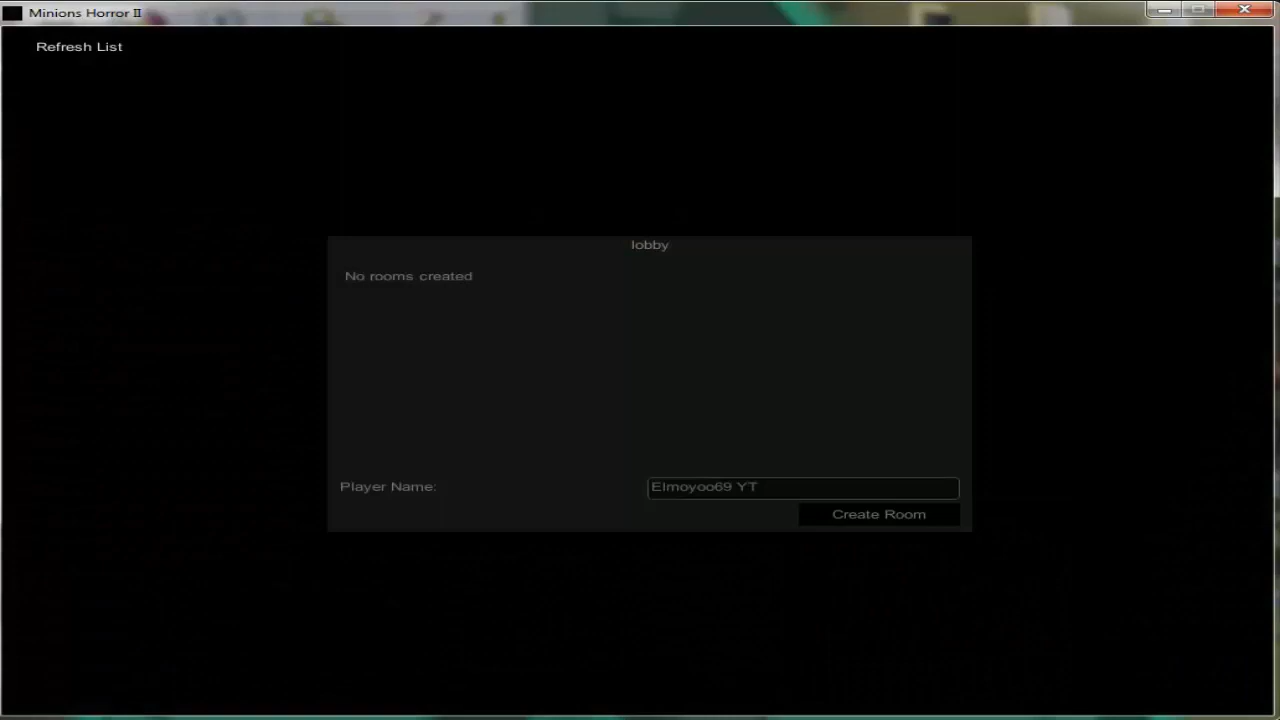 Minions Horror II
Refresh List
lobby
No rooms created
Player Name:
Elmoyoo69 YT
Create Room